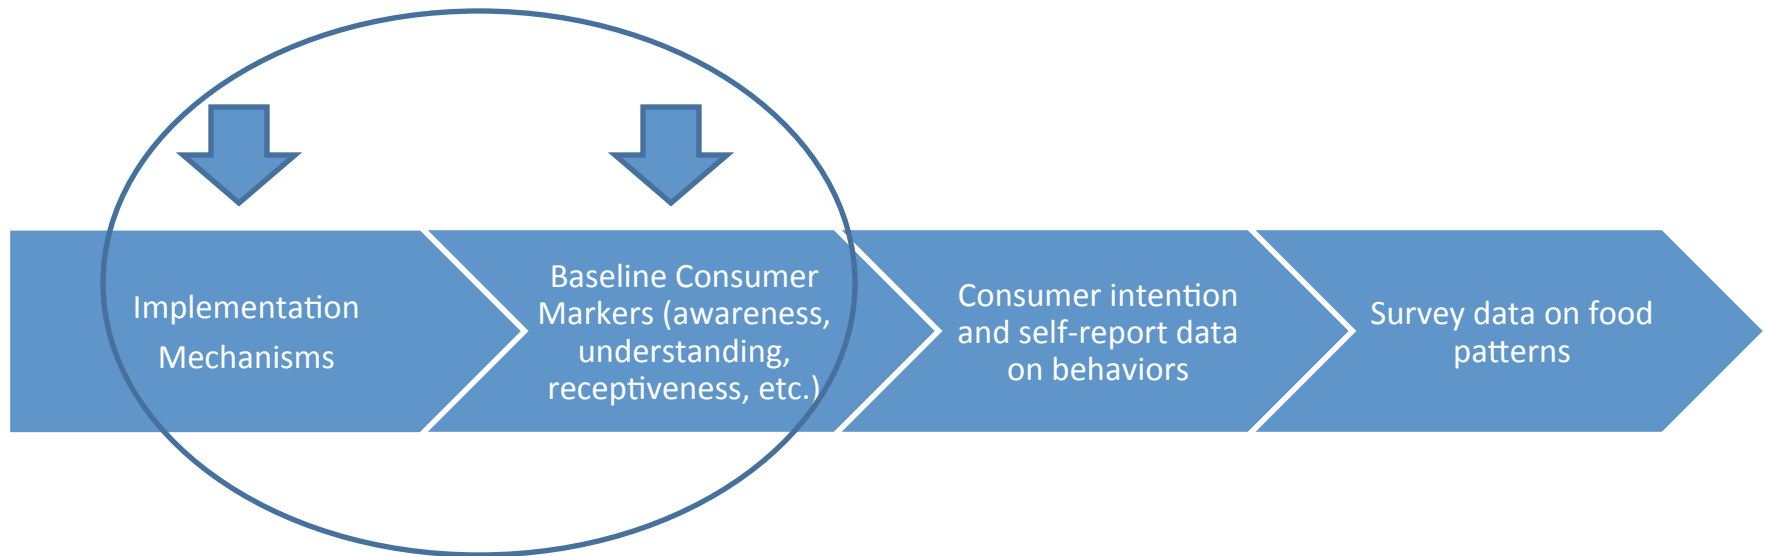 Implementation
Mechanisms
Baseline Consumer
Markers (awareness,
understanding,
receptiveness, etc.)
Consumer intention
and self-report data
on behaviors
Survey data on food
patterns